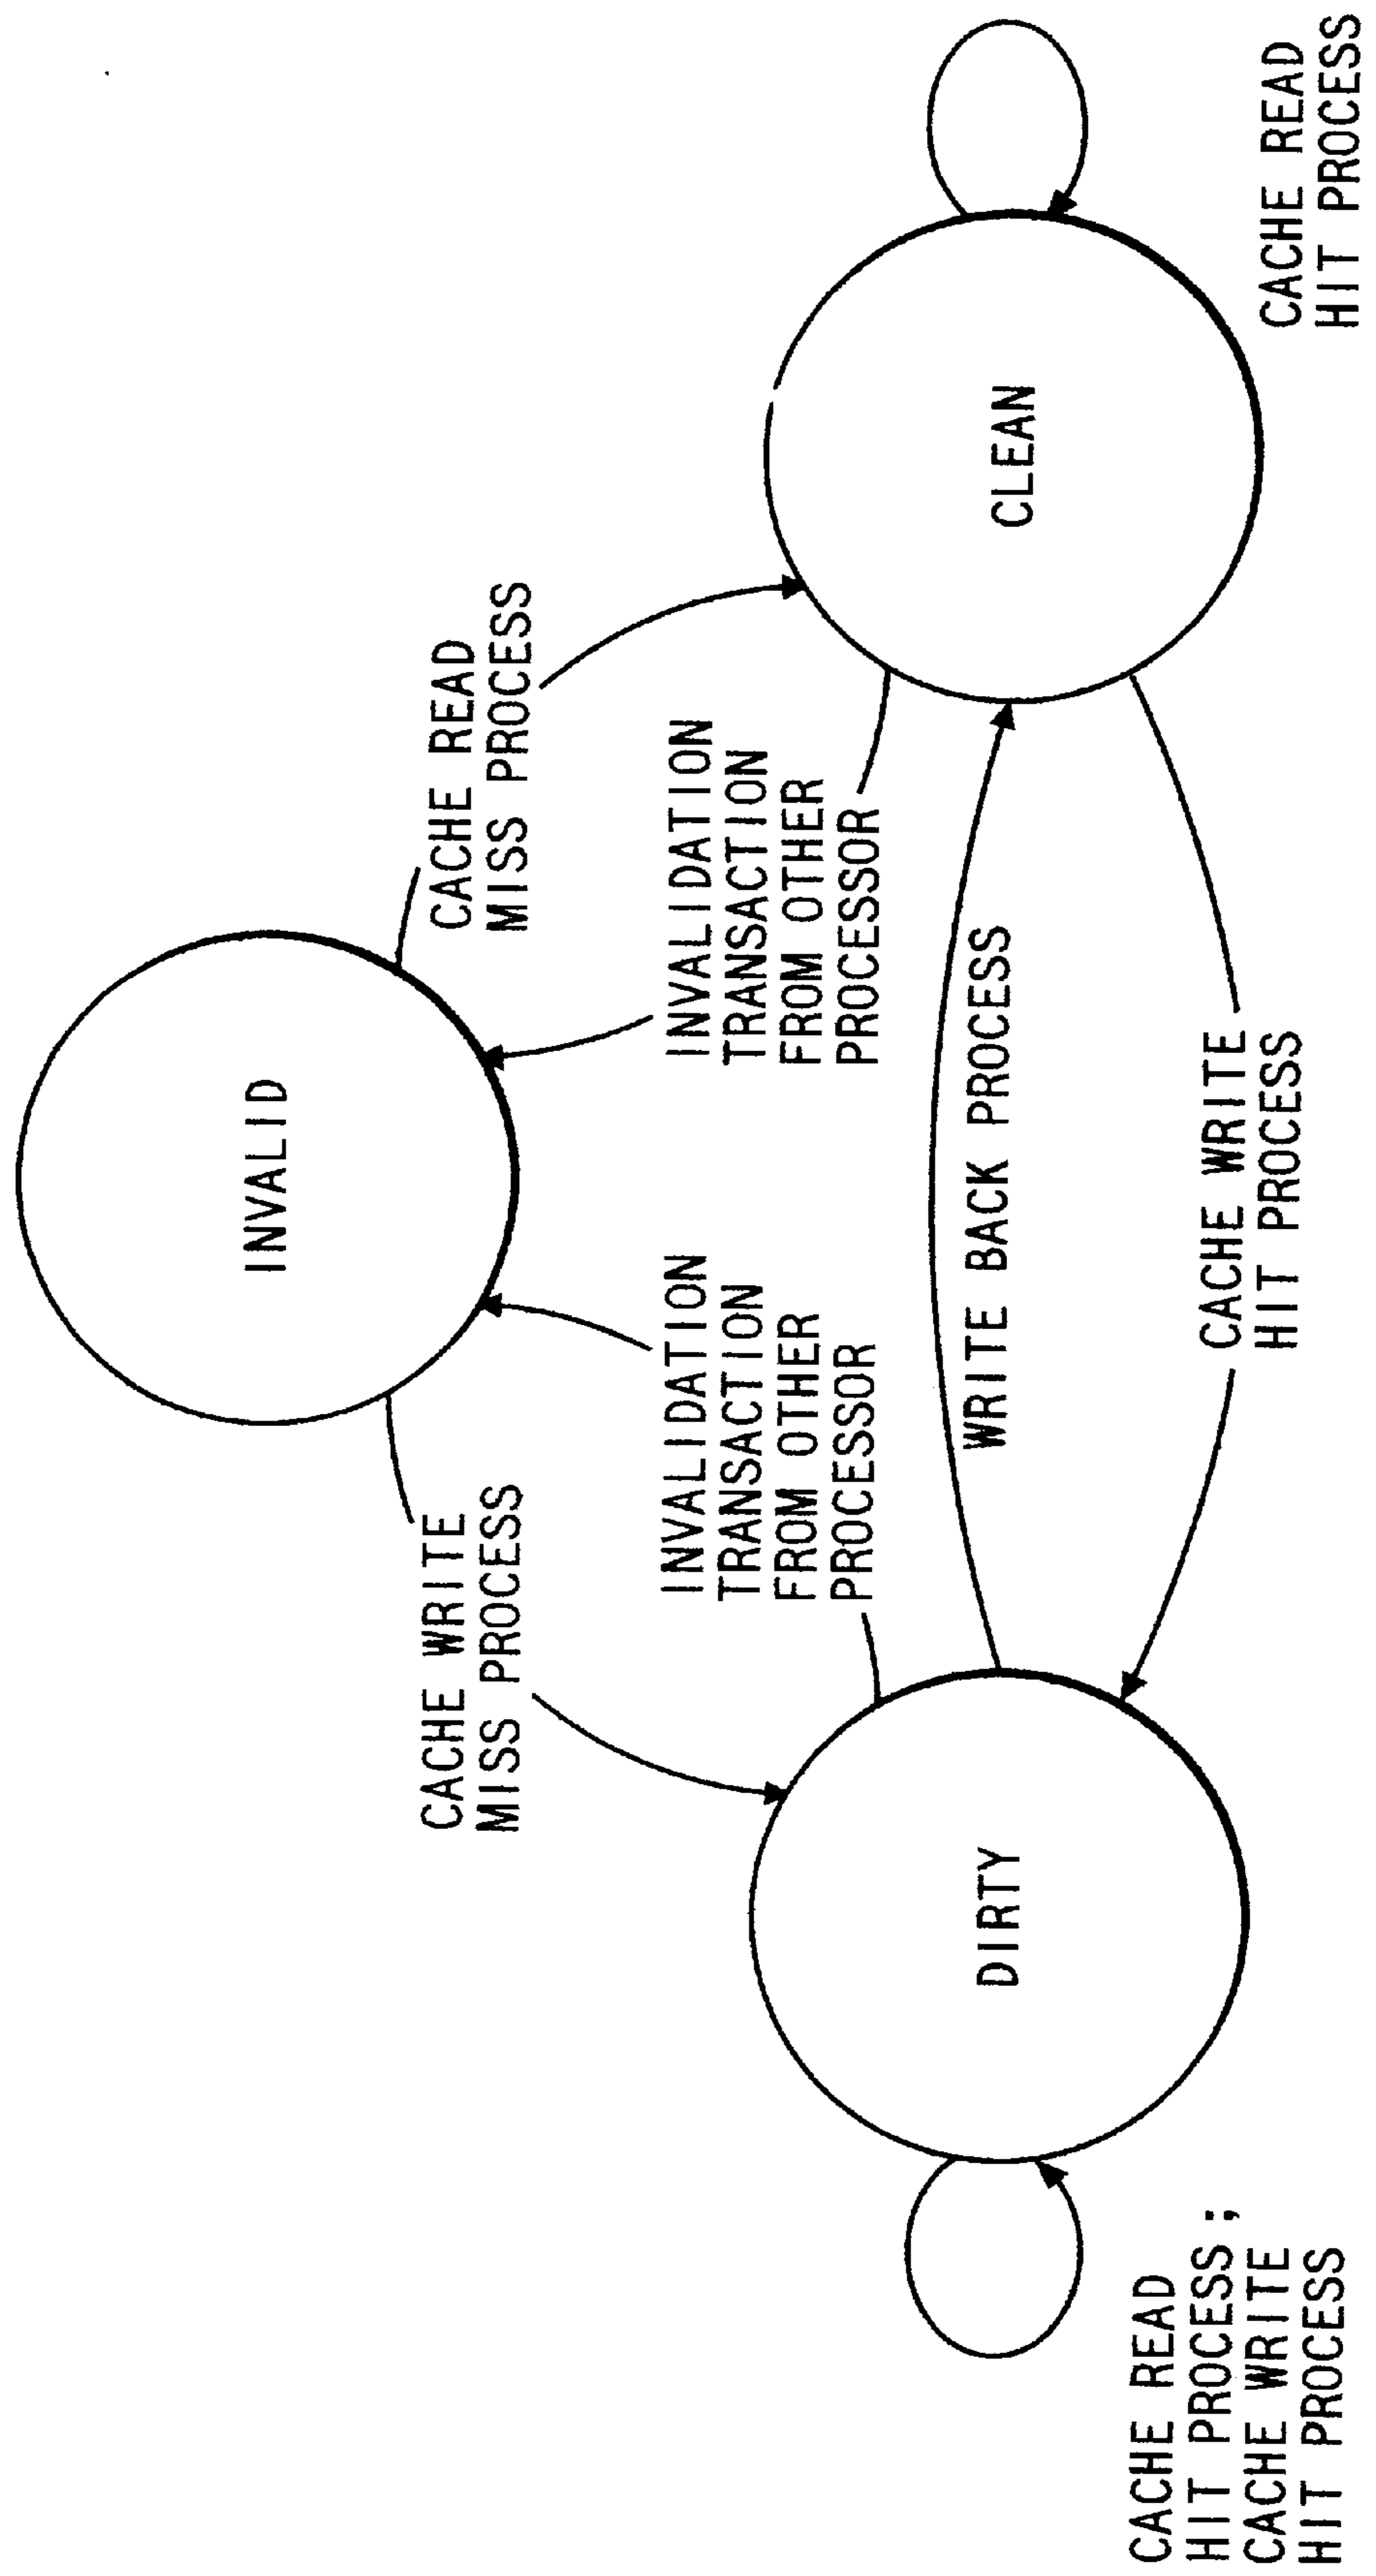 INVALID
CACHE WRITE
MISS PROCESS
CACHE READ
MISS PROCESS
INVALIDATION
TRANSACTION
FROM OTHER
PROCESSOR
INVALIDATION
TRANSACTION
FROM OTHER
PROCESSOR
DIRTY
WRITE BACK PROCESS
CLEAN
CACHE READ
HIT PROCESS;
CACHE WRITE
HIT PROCESS
CACHE WRITE
HIT PROCESS
CACHE READ
HIT PROCESS